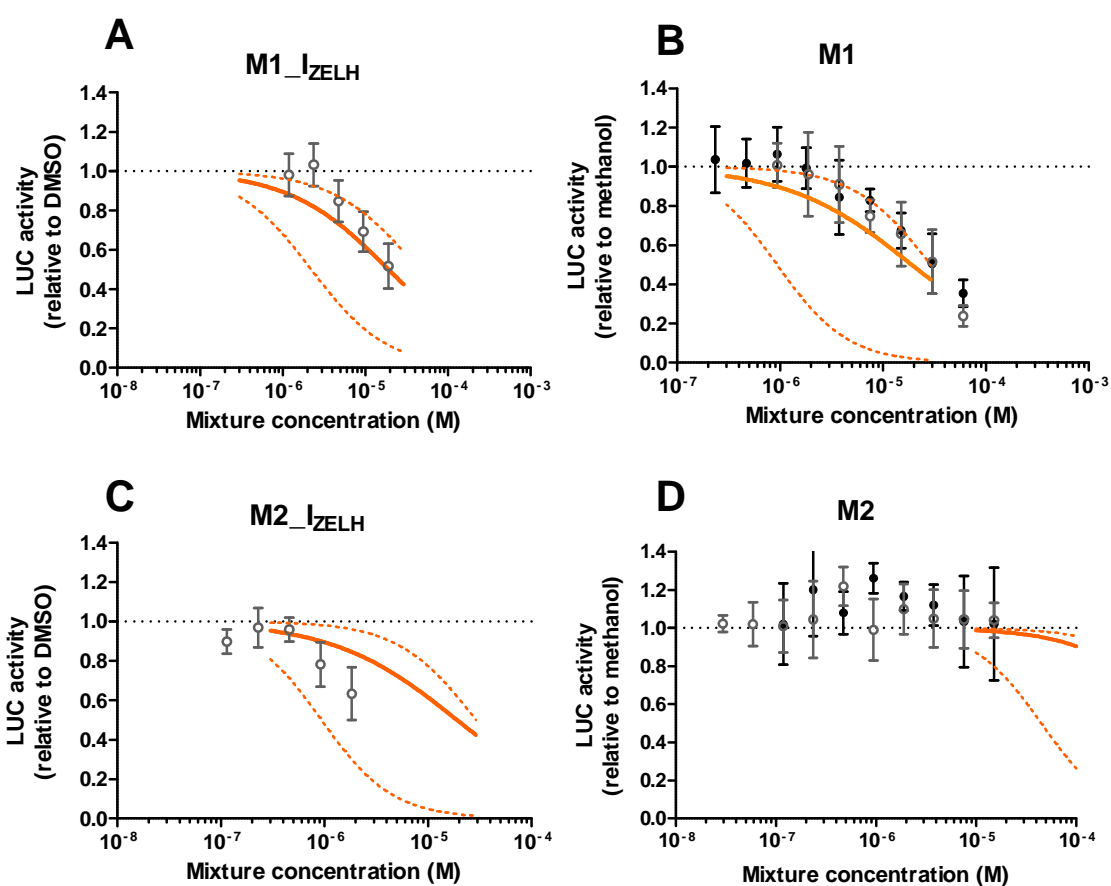 A
M1_IZELH
LUC activity
(relative to DMSO)
1.4
1.2
1.0
0.8
0.6
0.4
0.2
0.0
10-8 10-7 10-6 10-5 10-4 10-3
Mixture concentration (M)
B
M1
LUC activity
(relative to methanol)
1.4
1.2
1.0
0.8
0.6
0.4
0.2
0.0
10-7 10-6 10-5 10-4 10-3
Mixture concentration (M)
C
M2_IZELH
LUC activity
(relative to DMSO)
1.4
1.2
1.0
0.8
0.6
0.4
0.2
0.0
10-8 10-7 10-6 10-5 10-4
Mixture concentration (M)
D
M2
LUC activity
(relative to methanol)
1.4
1.2
1.0
0.8
0.6
0.4
0.2
0.0
10-8 10-7 10-6 10-5 10-4
Mixture concentration (M)